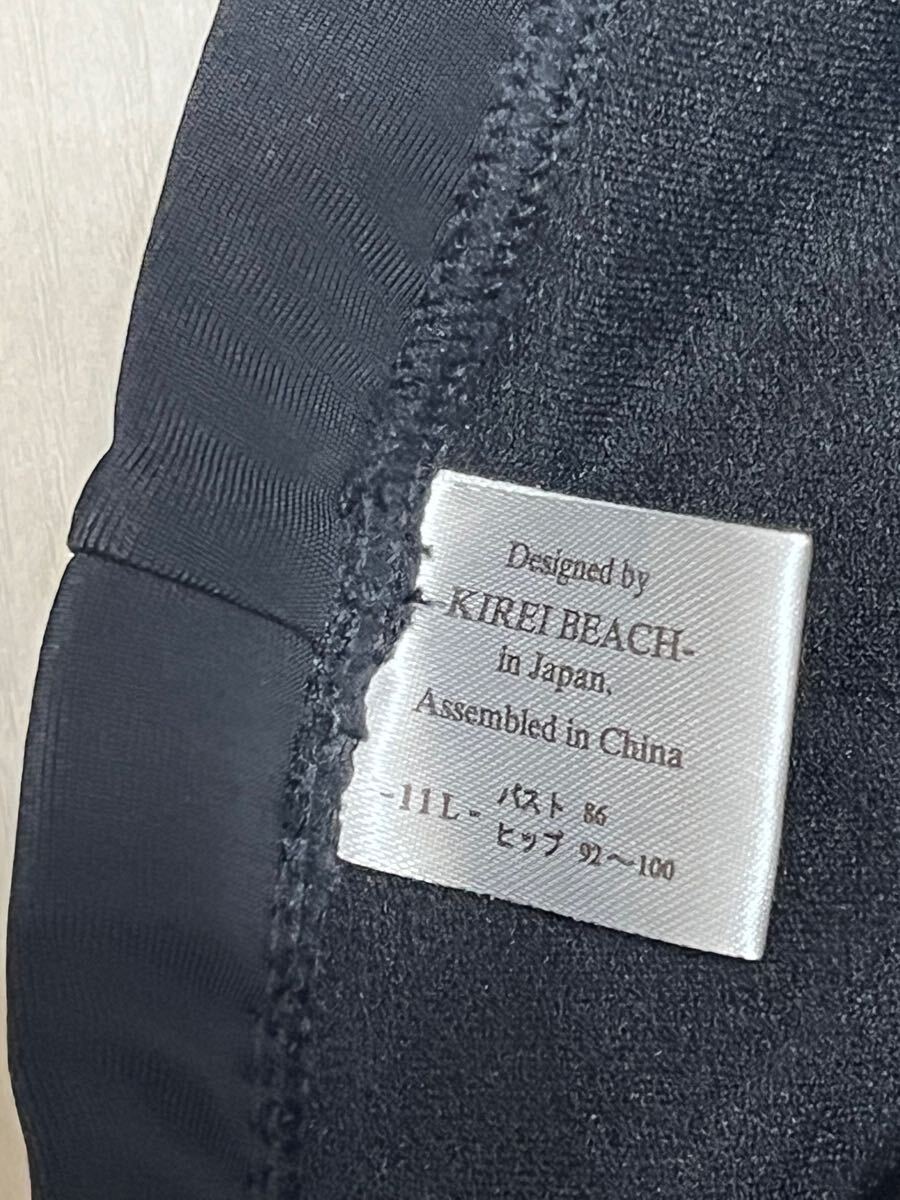 Designed by
-KIREI BEACH-
in Japan,
Assembled in China
-11L- バスト 86
ヒップ 92～100